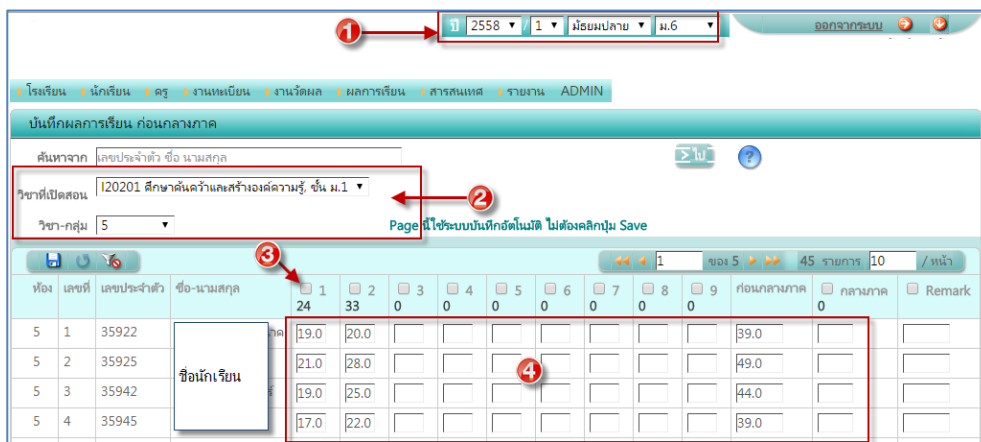 1
ปี 2558 / 1 มัธยมปลาย ม.6 ออกจากระบบ
โรงเรียน นักเรียน ครู งานทะเบียน งานวัดผล ผลการเรียน สารสนเทศ รายงาน ADMIN
บันทึกผลการเรียน ก่อนกลางภาค
ค้นหาจาก เลขประจำตัว ชื่อ นามสกุล ไป ?
วิชาที่เปิดสอน I20201 ศึกษาค้นคว้าและสร้างองค์ความรู้, ชั้น ม.1
2
วิชา-กลุ่ม 5 Page นี้ใช้ระบบบันทึกอัตโนมัติ ไม่ต้องคลิกปุ่ม Save
3
1 ของ 5 45 รายการ 10 / หน้า
ห้อง เลขที่ เลขประจำตัว ชื่อ-นามสกุล 1 2 3 4 5 6 7 8 9 ก่อนกลางภาค กลางภาค Remark
24 33 0 0 0 0 0 0 0 0
5 1 35922 19.0 20.0 39.0
5 2 35925 21.0 28.0 49.0
ชื่อนักเรียน
4
5 3 35942 19.0 25.0 44.0
5 4 35945 17.0 22.0 39.0